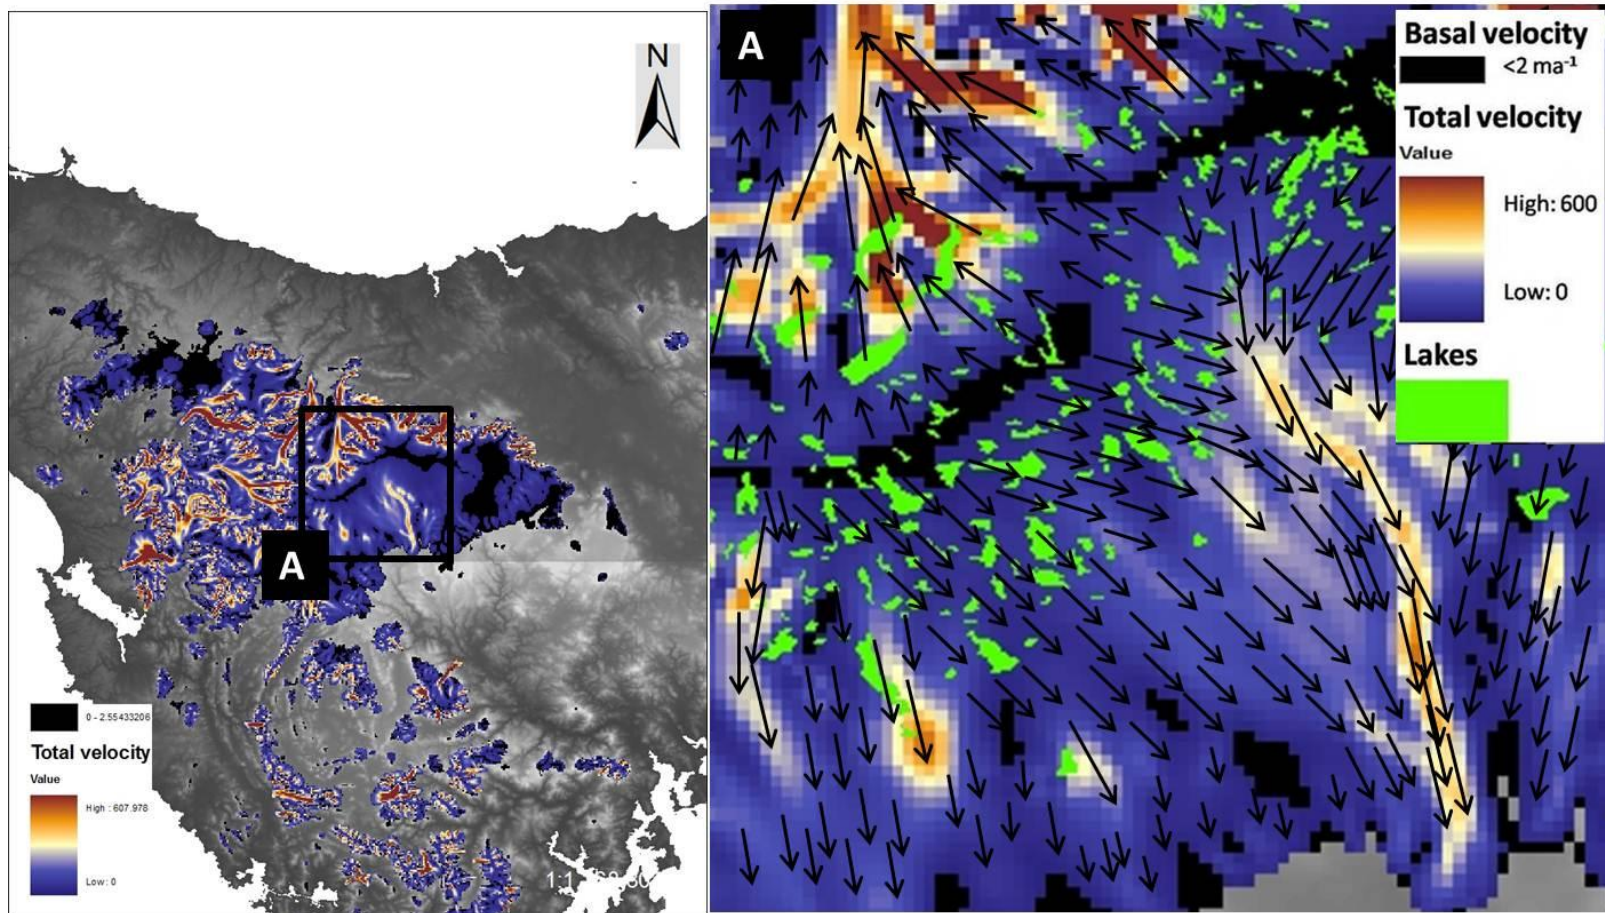 N
A
0 - 2.55433206
Total velocity
Value
High : 607.978
Low : 0
A
Basal velocity
<2 ma⁻¹
Total velocity
Value
High: 600
Low: 0
Lakes